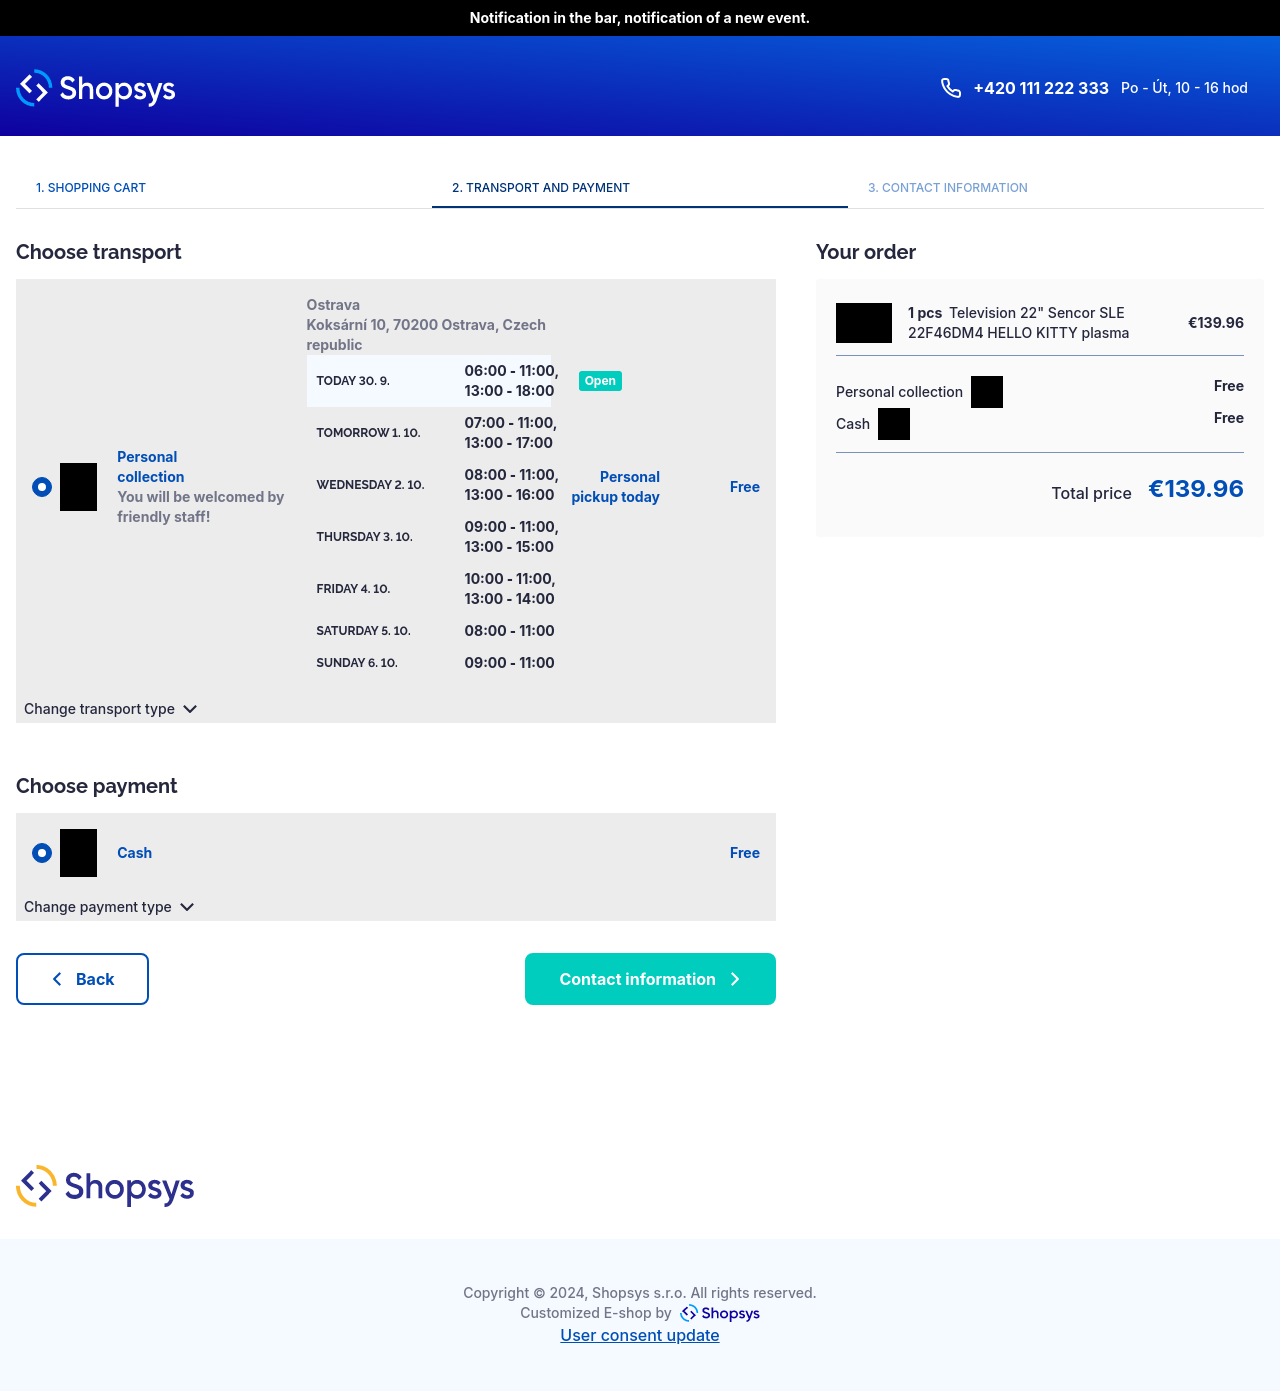 Notification in the bar, notification of a new event.
Shopsys
+420 111 222 333 Po - Út, 10 - 16 hod
1. SHOPPING CART
2. TRANSPORT AND PAYMENT
3. CONTACT INFORMATION
Choose transport
Personal
collection
You will be welcomed by
friendly staff!
Ostrava
Koksární 10, 70200 Ostrava, Czech
republic
TODAY 30. 9.
06:00 - 11:00,
13:00 - 18:00
Open
TOMORROW 1. 10.
07:00 - 11:00,
13:00 - 17:00
WEDNESDAY 2. 10.
08:00 - 11:00,
13:00 - 16:00
THURSDAY 3. 10.
09:00 - 11:00,
13:00 - 15:00
FRIDAY 4. 10.
10:00 - 11:00,
13:00 - 14:00
SATURDAY 5. 10.
08:00 - 11:00
SUNDAY 6. 10.
09:00 - 11:00
Personal
pickup today
Free
Change transport type
Choose payment
Cash
Free
Change payment type
Back
Contact information
Your order
1 pcs Television 22" Sencor SLE
22F46DM4 HELLO KITTY plasma
€139.96
Personal collection
Free
Cash
Free
Total price €139.96
Shopsys
Copyright © 2024, Shopsys s.r.o. All rights reserved.
Customized E-shop by Shopsys
User consent update